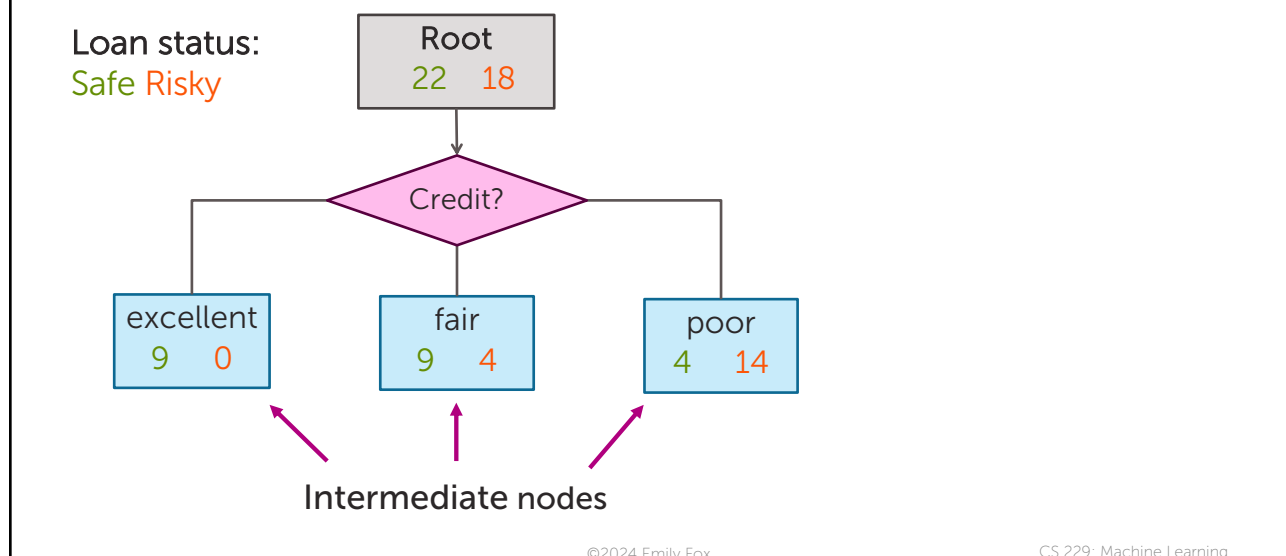 Loan status:
Safe Risky
Root
22 18
Credit?
excellent
9 0
fair
9 4
poor
4 14
Intermediate nodes
©2024 Emily Fox
CS 229: Machine Learning